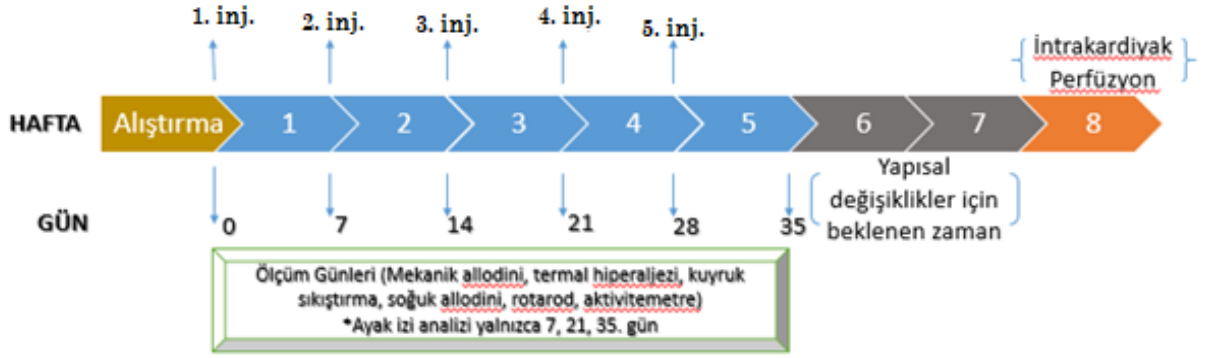 1. inj.
2. inj.
3. inj.
4. inj.
5. inj.
İntrakardiyak
Perfüzyon
HAFTA
Alıştırma
1
2
3
4
5
6
7
8
Yapısal
değişiklikler için
beklenen zaman
GÜN
0
7
14
21
28
35
Ölçüm Günleri (Mekanik allodini, termal hiperaljezi, kuyruk
sıkıştırma, soğuk allodini, rotarod, aktivitemetre)
*Ayak izi analizi yalnızca 7, 21, 35. gün